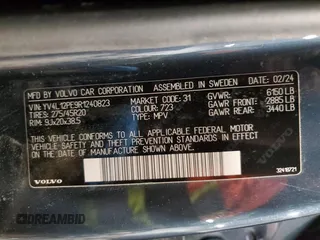 MFD BY VOLVO CAR CORPORATION ASSEMBLED IN SWEDEN 02/24
VIN: YV4L12PE9R1240823 MARKET CODE: 31 GVWR: 6150 LB
TIRES: 275/45R20 COLOUR: 723 GAWR FRONT: 2885 LB
RIM: 9Jx20x38.5 TYPE: MPV GAWR REAR: 3440 LB
THIS VEHICLE CONFORMS TO ALL APPLICABLE U.S. FEDERAL MOTOR
VEHICLE SAFETY AND THEFT PREVENTION STANDARDS IN EFFECT ON
THE DATE OF MANUFACTURE SHOWN ABOVE.
VOLVO
DREAMBID